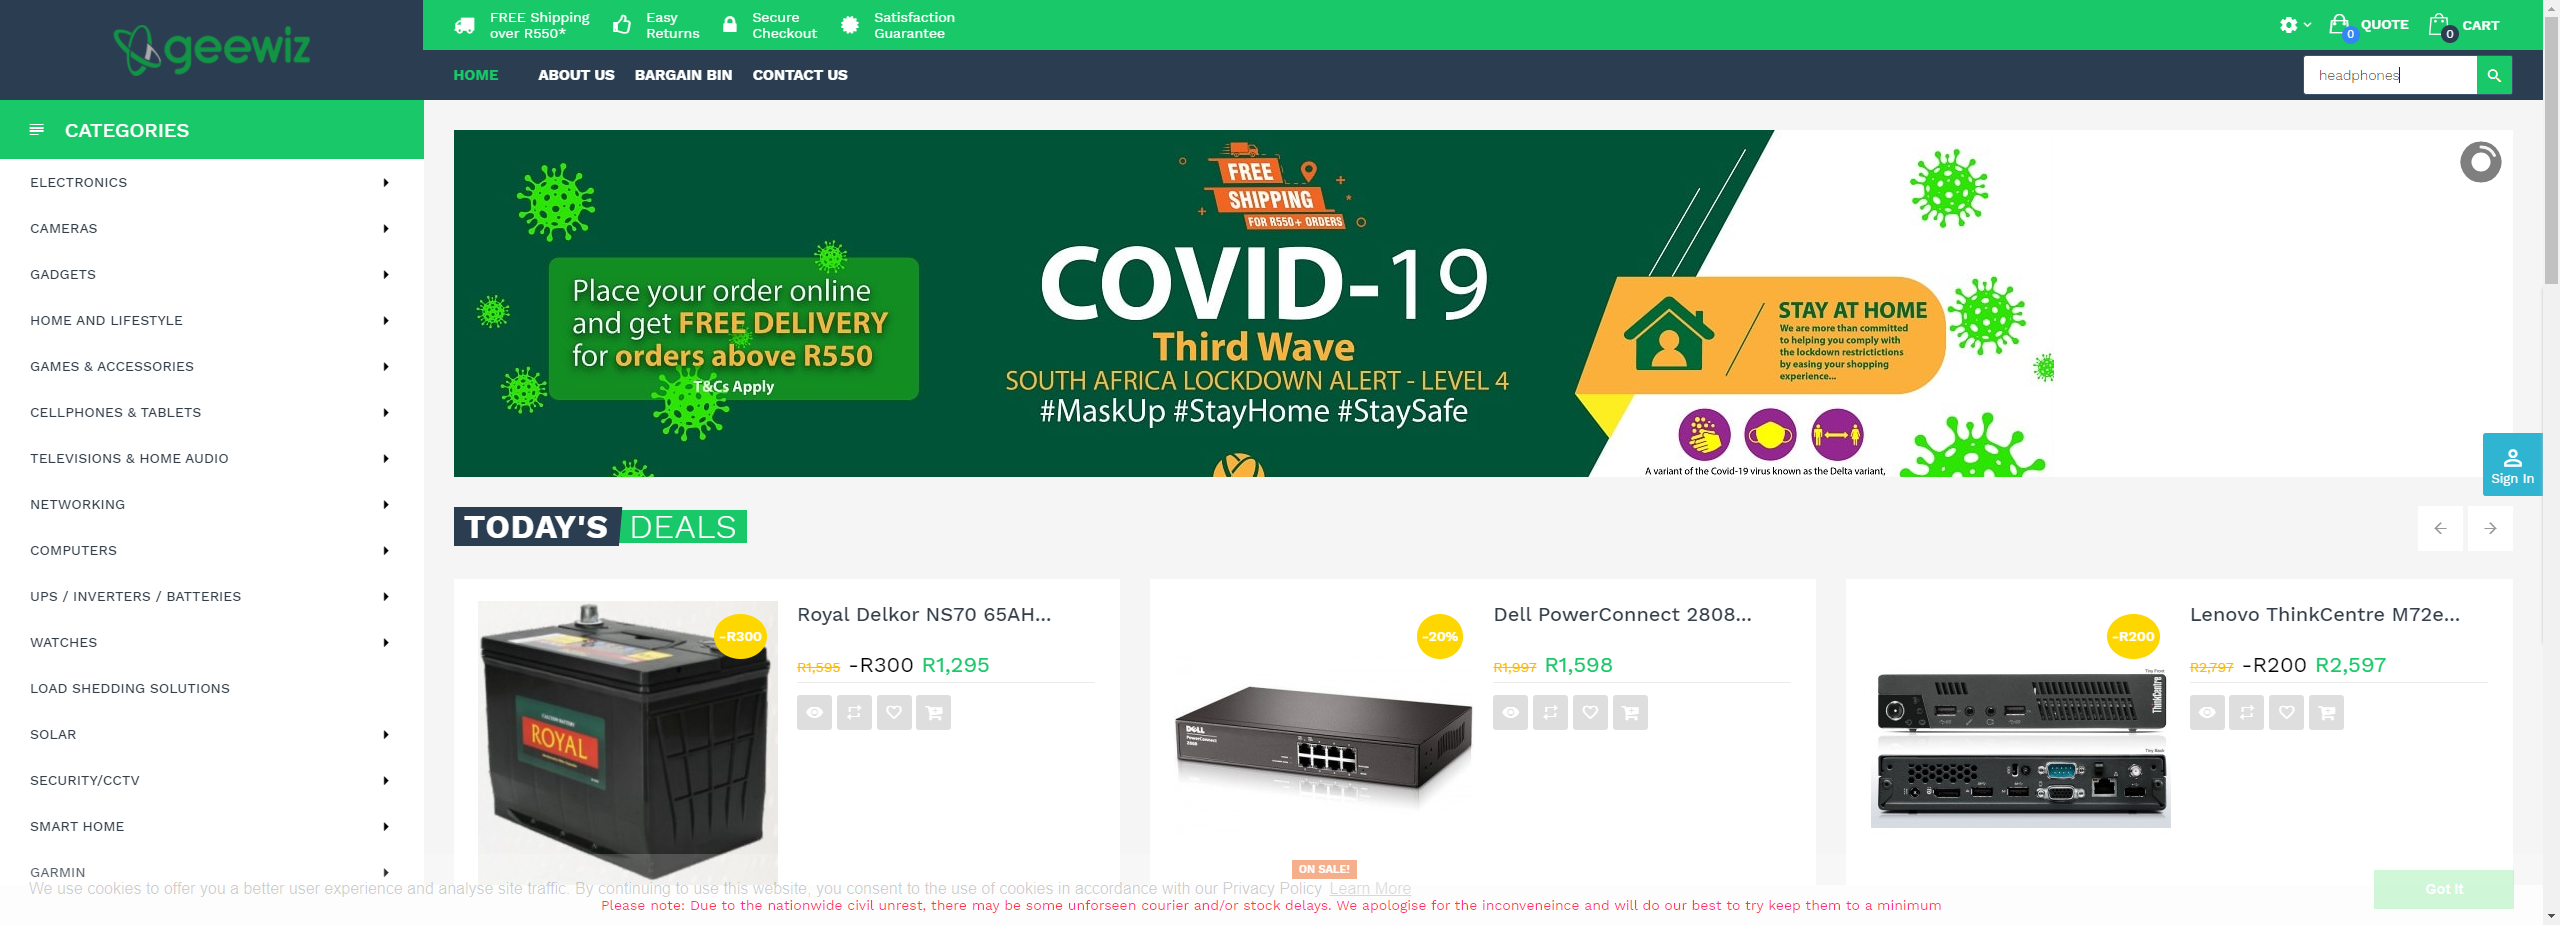 geewiz
FREE Shipping
over R550*
Easy
Returns
Secure
Checkout
Satisfaction
Guarantee
0
QUOTE
0
CART
HOME
ABOUT US
BARGAIN BIN
CONTACT US
headphones
CATEGORIES
ELECTRONICS
CAMERAS
GADGETS
HOME AND LIFESTYLE
GAMES & ACCESSORIES
CELLPHONES & TABLETS
TELEVISIONS & HOME AUDIO
NETWORKING
COMPUTERS
UPS / INVERTERS / BATTERIES
WATCHES
LOAD SHEDDING SOLUTIONS
SOLAR
SECURITY/CCTV
SMART HOME
GARMIN
FREE
SHIPPING
FOR R550+ ORDERS
Place your order online
and get FREE DELIVERY
for orders above R550
T&Cs Apply
COVID-19
Third Wave
SOUTH AFRICA LOCKDOWN ALERT - LEVEL 4
#MaskUp #StayHome #StaySafe
STAY AT HOME
We are more than committed
to helping you comply with
the lockdown restrictictions
by easing your shopping
experience...
A variant of the Covid-19 virus known as the Delta variant,
Sign In
TODAY'S DEALS
-R300
ROYAL
Royal Delkor NS70 65AH...
R1,595 -R300 R1,295
-20%
DELL
PowerConnect
2808
Dell PowerConnect 2808...
R1,997 R1,598
ON SALE!
-R200
Tiny Front
ThinkCentre
Tiny Back
Lenovo ThinkCentre M72e...
R2,797 -R200 R2,597
We use cookies to offer you a better user experience and analyse site traffic. By continuing to use this website, you consent to the use of cookies in accordance with our Privacy Policy Learn More
Got It
Please note: Due to the nationwide civil unrest, there may be some unforseen courier and/or stock delays. We apologise for the inconveneince and will do our best to try keep them to a minimum